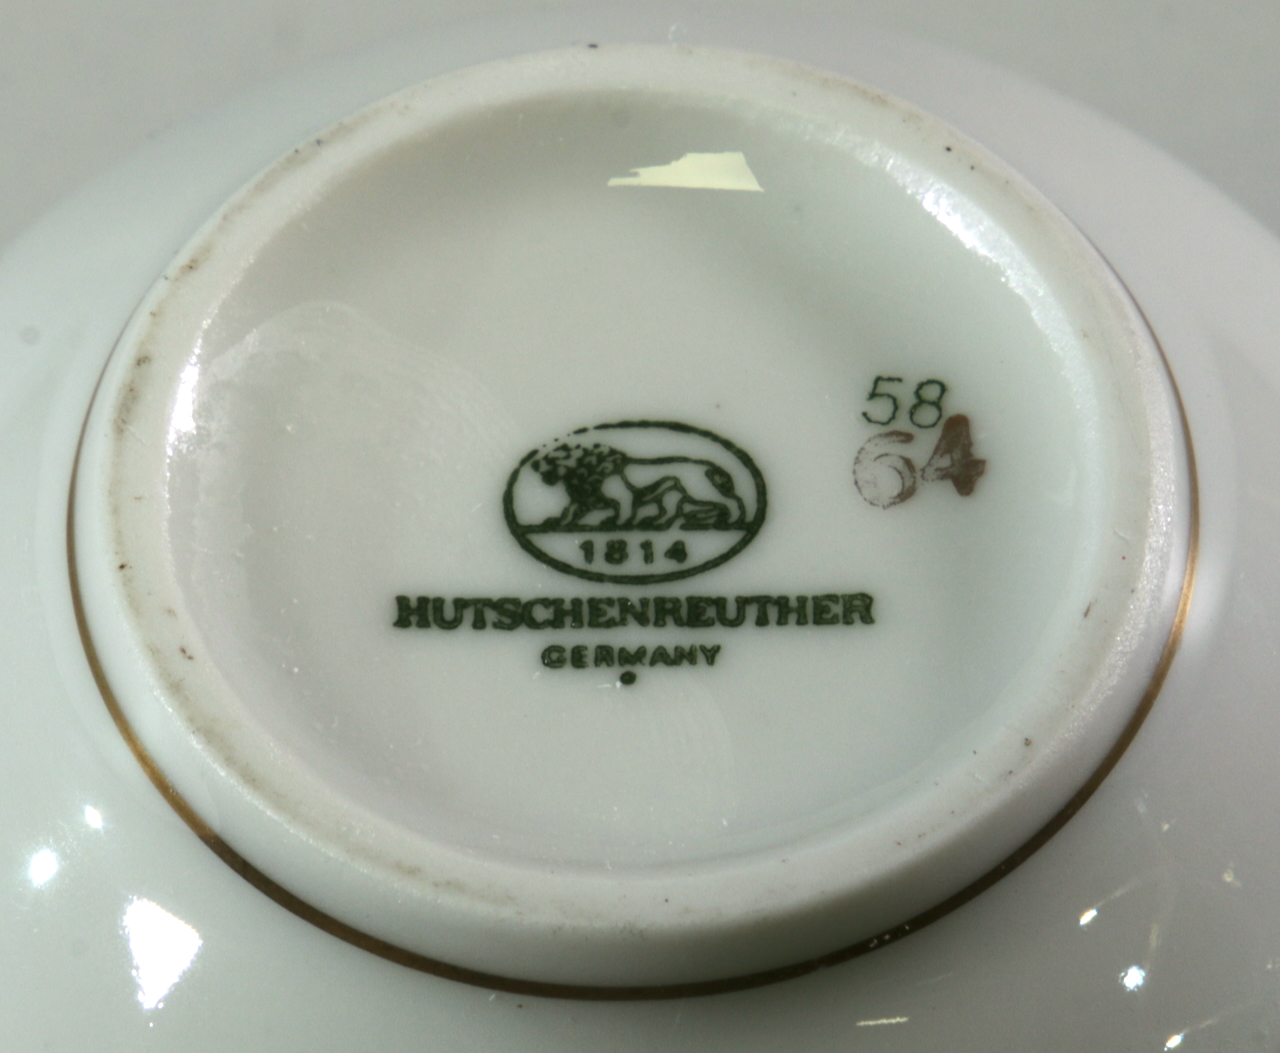 58
64
1814
HUTSCHENREUTHER
GERMANY